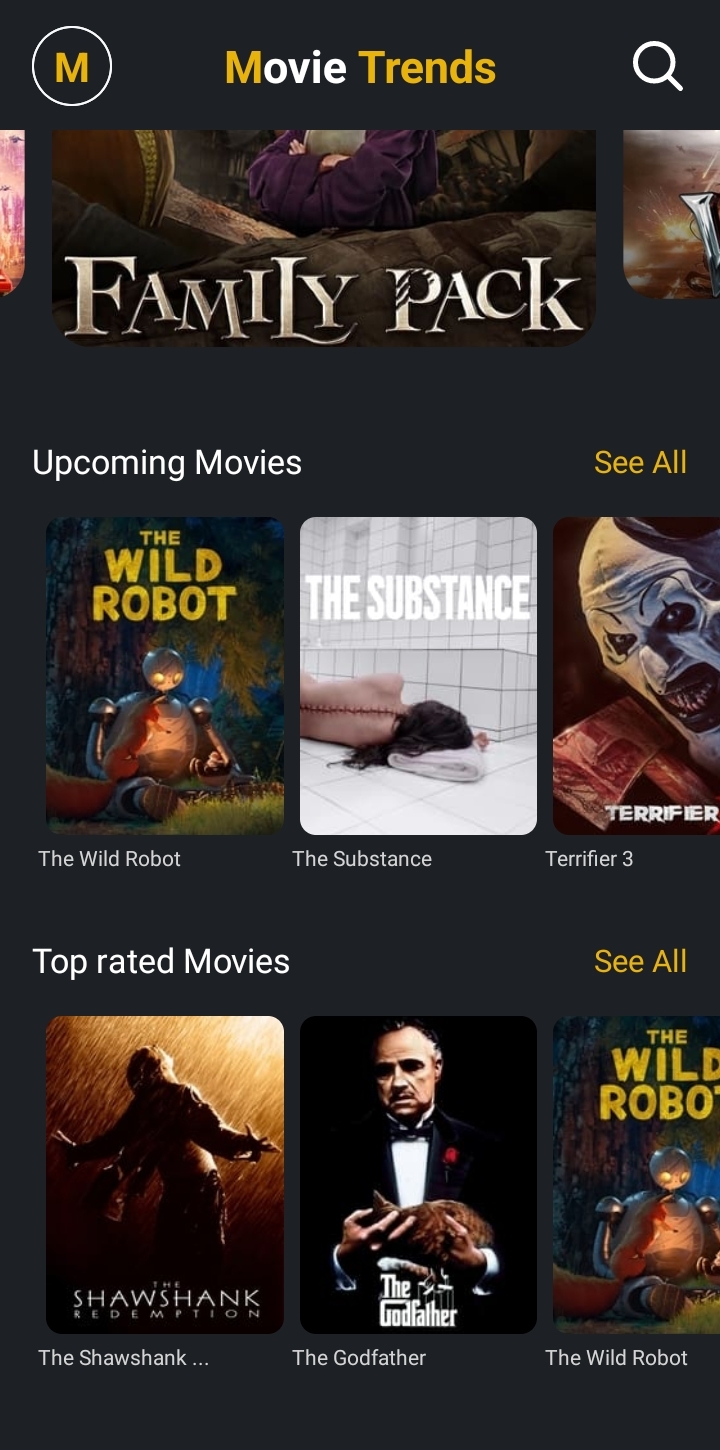 M
Movie Trends
FAMILY PACK
Upcoming Movies
See All
THE
WILD
ROBOT
THE SUBSTANCE
TERRIFIER
The Wild Robot
The Substance
Terrifier 3
Top rated Movies
See All
THE
SHAWSHANK
REDEMPTION
The
Godfather
THE
WILD
ROBOT
The Shawshank ...
The Godfather
The Wild Robot